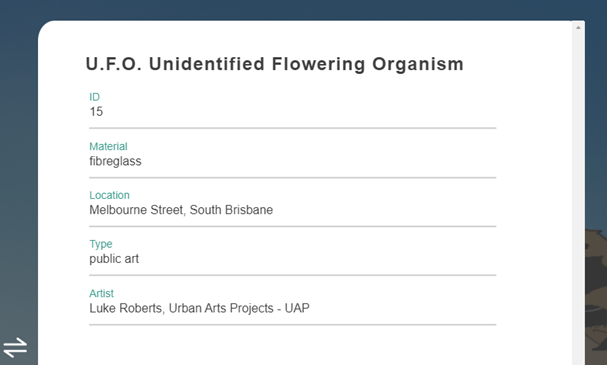 U.F.O. Unidentified Flowering Organism
ID
15
Material
fibreglass
Location
Melbourne Street, South Brisbane
Type
public art
Artist
Luke Roberts, Urban Arts Projects - UAP